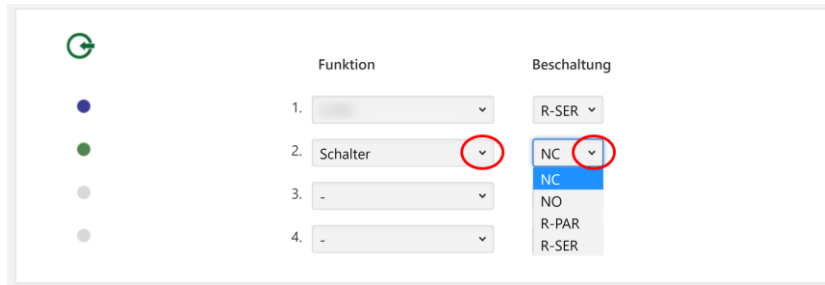 Funktion Beschaltung
1. R-SER
2. Schalter NC
NC
3. - NO
R-PAR
4. - R-SER